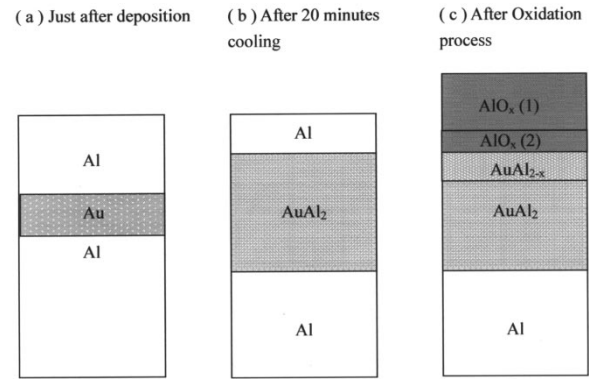 ( a ) Just after deposition
Al
Au
Al
( b ) After 20 minutes
cooling
Al
AuAl₂
Al
( c ) After Oxidation
process
AlOₓ (1)
AlOₓ (2)
AuAl₂₋ₓ
AuAl₂
Al